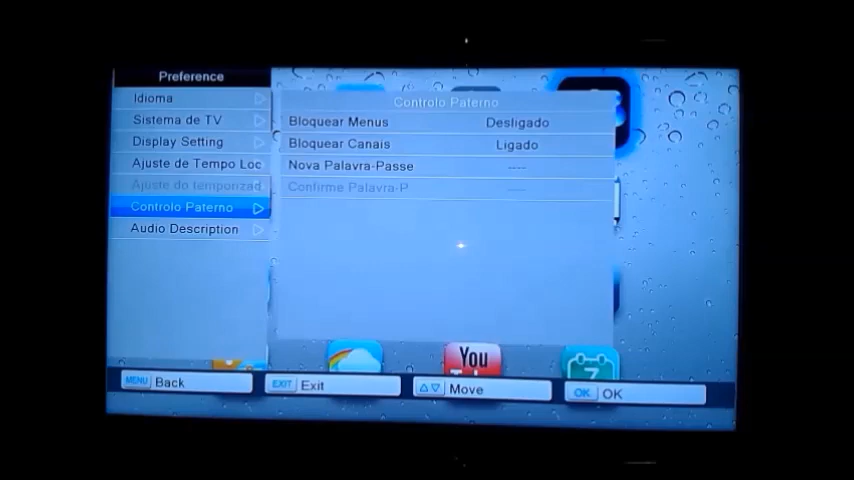 Preference
Idioma
Sistema de TV
Display Setting
Ajuste de Tempo Loc
Ajuste do temporizad
Controlo Paterno
Audio Description
Controlo Paterno
Bloquear Menus Desligado
Bloquear Canais Ligado
Nova Palavra-Passe ----
Confirme Palavra-P ----
You
7
MENU Back
EXIT Exit
Move
OK OK